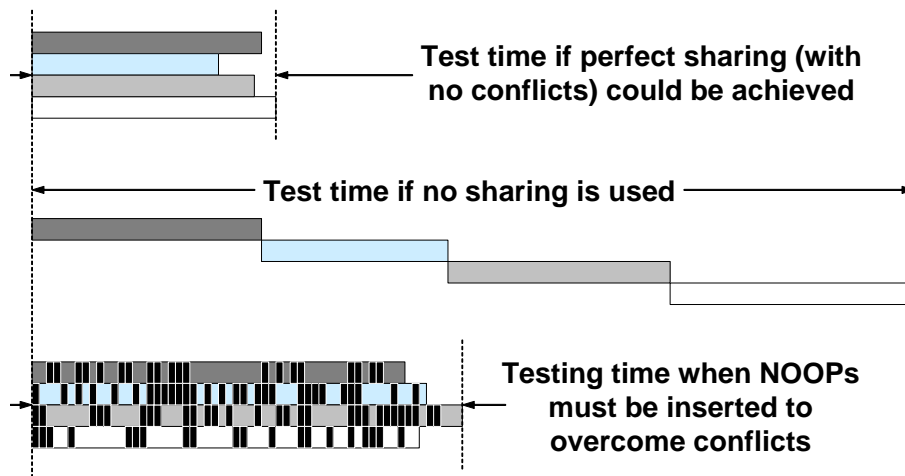 Test time if perfect sharing (with
no conflicts) could be achieved
Test time if no sharing is used
Testing time when NOOPs
must be inserted to
overcome conflicts